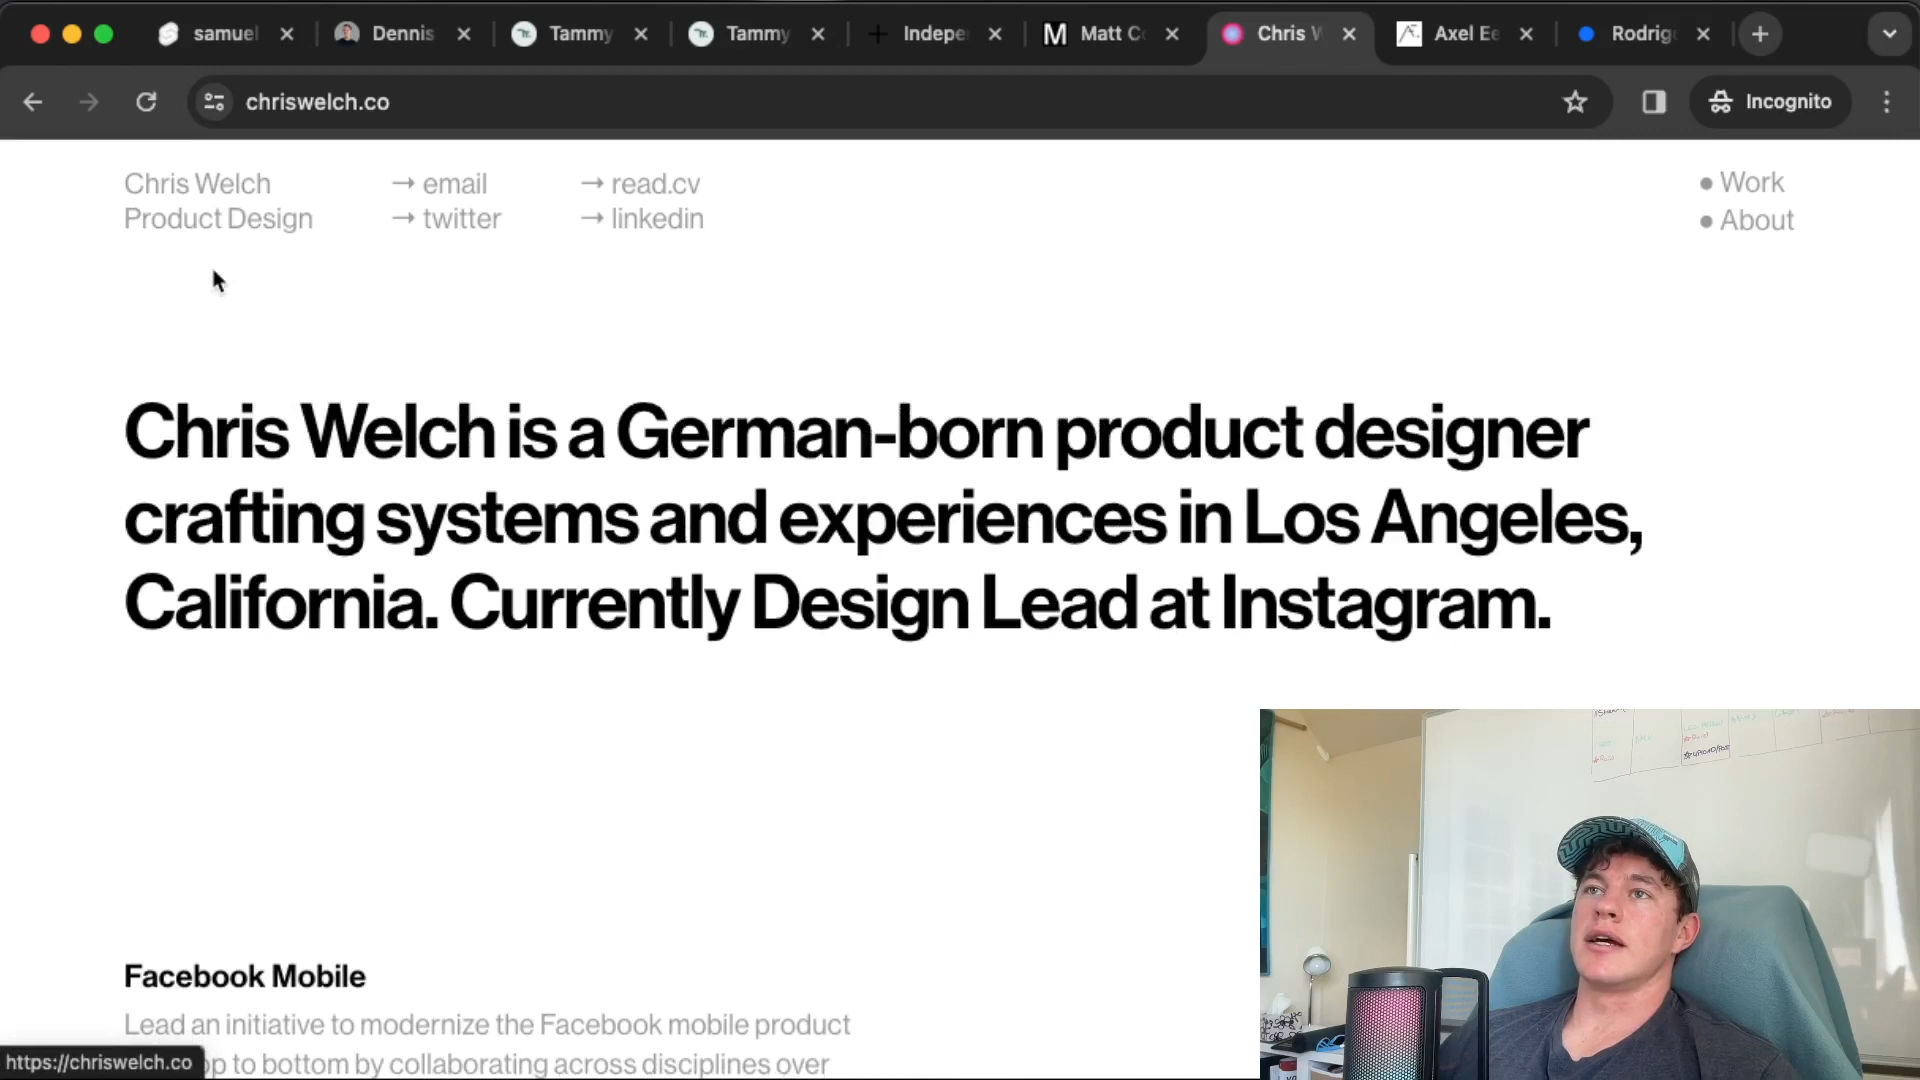 samuel
Dennis
Tammy
Tammy
Indepe
Matt C
Chris W
Axel Ee
Rodrig
chriswelch.co
Incognito
Chris Welch
Product Design
→ email
→ twitter
→ read.cv
→ linkedin
• Work
• About
Chris Welch is a German-born product designer
crafting systems and experiences in Los Angeles,
California. Currently Design Lead at Instagram.
Facebook Mobile
Lead an initiative to modernize the Facebook mobile product
op to bottom by collaborating across disciplines over
https://chriswelch.co